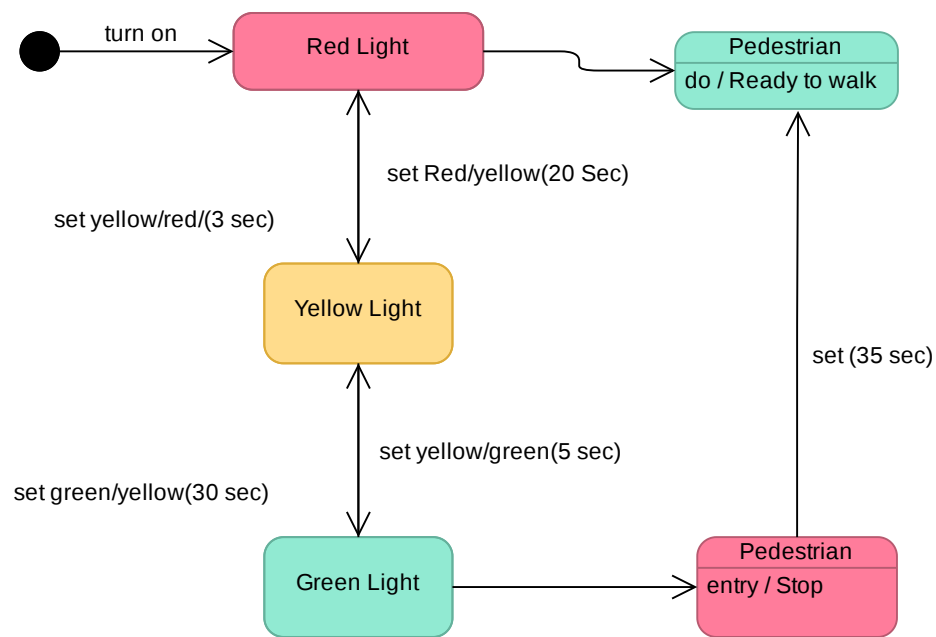 turn on
Red Light
Pedestrian
do / Ready to walk
set Red/yellow(20 Sec)
set yellow/red/(3 sec)
Yellow Light
set (35 sec)
set yellow/green(5 sec)
set green/yellow(30 sec)
Green Light
Pedestrian
entry / Stop